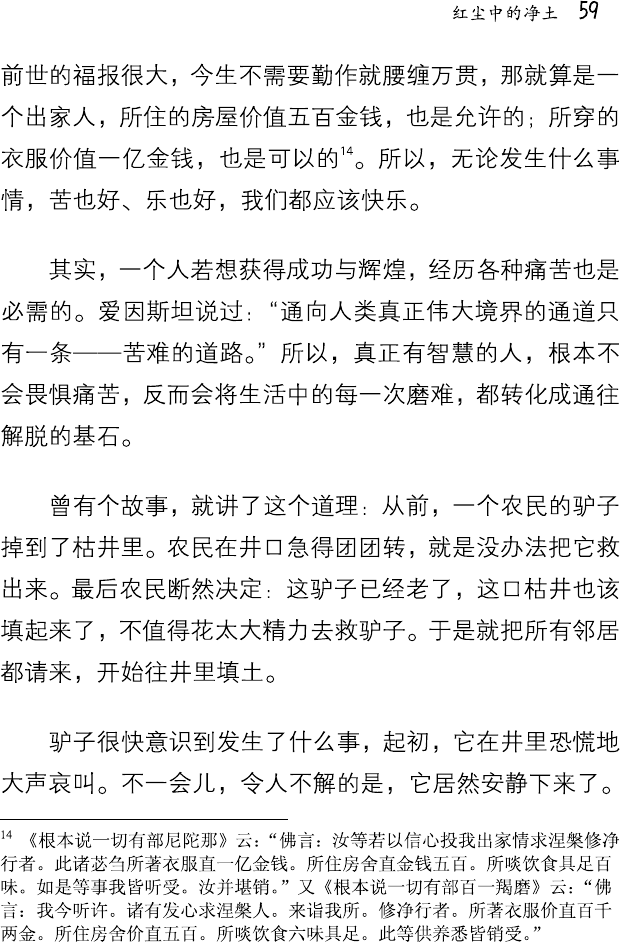 红尘中的净土 59
前世的福报很大，今生不需要勤作就腰缠万贯，那就算是一
个出家人，所住的房屋价值五百金钱，也是允许的；所穿的
衣服价值一亿金钱，也是可以的14。所以，无论发生什么事
情，苦也好、乐也好，我们都应该快乐。
其实，一个人若想获得成功与辉煌，经历各种痛苦也是
必需的。爱因斯坦说过：“通向人类真正伟大境界的通道只
有一条——苦难的道路。”所以，真正有智慧的人，根本不
会畏惧痛苦，反而会将生活中的每一次磨难，都转化成通往
解脱的基石。
曾有个故事，就讲了这个道理：从前，一个农民的驴子
掉到了枯井里。农民在井口急得团团转，就是没办法把它救
出来。最后农民断然决定：这驴子已经老了，这口枯井也该
填起来了，不值得花太大精力去救驴子。于是就把所有邻居
都请来，开始往井里填土。
驴子很快意识到发生了什么事，起初，它在井里恐慌地
大声哀叫。不一会儿，令人不解的是，它居然安静下来了。
14 《根本说一切有部尼陀那》云：“佛言：汝等若以信心投我出家情求涅槃修净
行者。此诸苾刍所著衣服直一亿金钱。所住房舍直金钱五百。所啖饮食具足百
味。如是等事我皆听受。汝并堪销。”又《根本说一切有部百一羯磨》云：“佛
言：我今听许。诸有发心求涅槃人。来诣我所。修净行者。所著衣服价直百千
两金。所住房舍价直五百。所啖饮食六味具足。此等供养悉皆销受。”